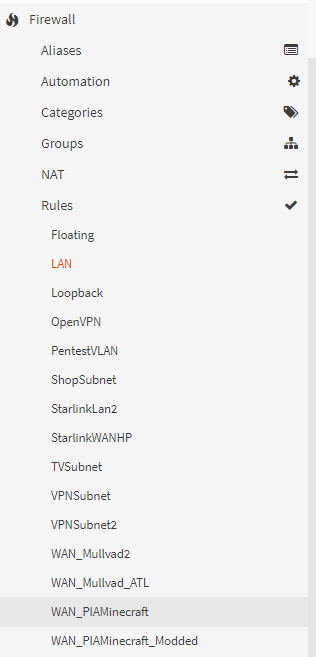 Firewall
Aliases
Automation
Categories
Groups
NAT
Rules
Floating
LAN
Loopback
OpenVPN
PentestVLAN
ShopSubnet
StarlinkLan2
StarlinkWANHP
TVSubnet
VPNSubnet
VPNSubnet2
WAN_Mullvad2
WAN_Mullvad_ATL
WAN_PIAMinecraft
WAN_PIAMinecraft_Modded